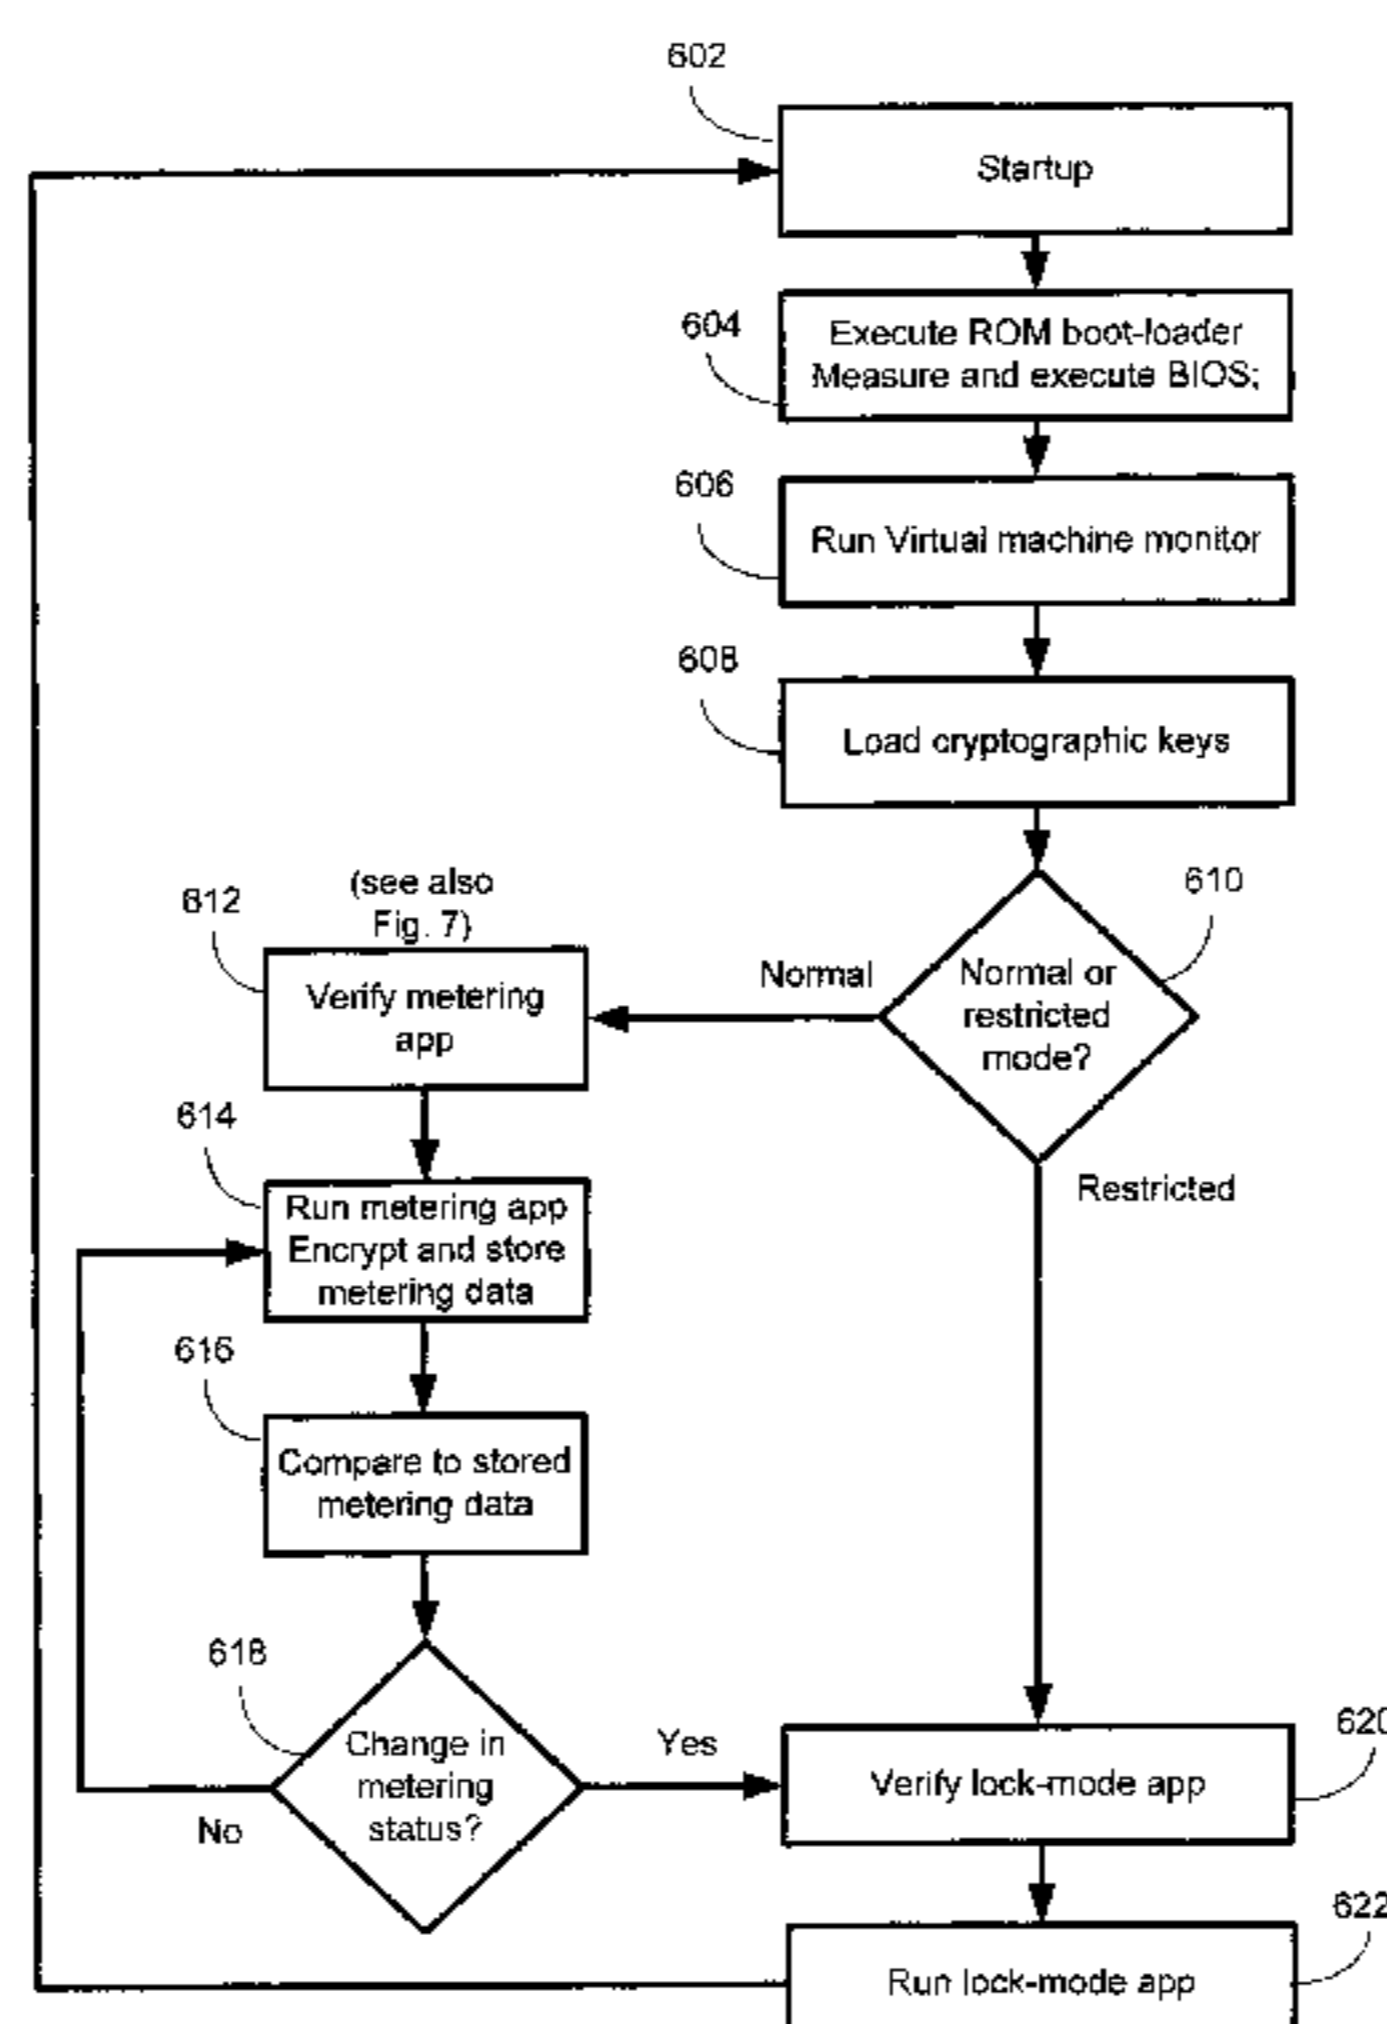 602
Startup
604
Execute ROM boot-loader
Measure and execute BIOS;
606
Run Virtual machine monitor
608
Load cryptographic keys
610
Normal or
restricted
mode?
Normal
Restricted
(see also
Fig. 7)
612
Verify metering
app
614
Run metering app
Encrypt and store
metering data
616
Compare to stored
metering data
618
Change in
metering
status?
No
Yes
620
Verify lock-mode app
622
Run lock-mode app